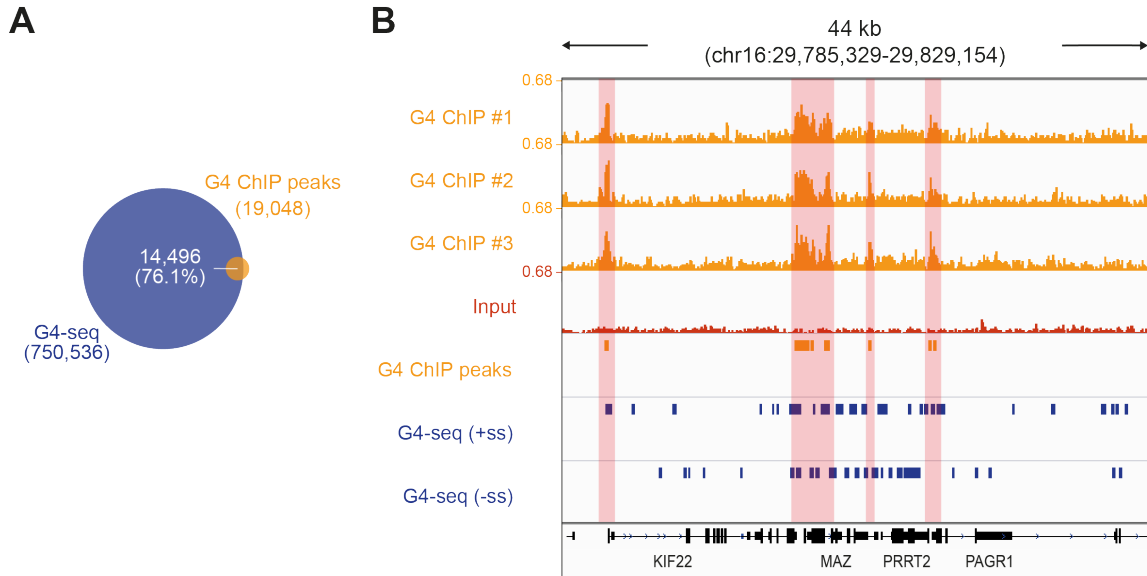 A
G4 ChIP peaks
(19,048)
14,496
(76.1%)
G4-seq
(750,536)
B
44 kb
(chr16:29,785,329-29,829,154)
0.68
G4 ChIP #1
0.68
G4 ChIP #2
0.68
G4 ChIP #3
0.68
Input
G4 ChIP peaks
G4-seq (+ss)
G4-seq (-ss)
KIF22 MAZ PRRT2 PAGR1